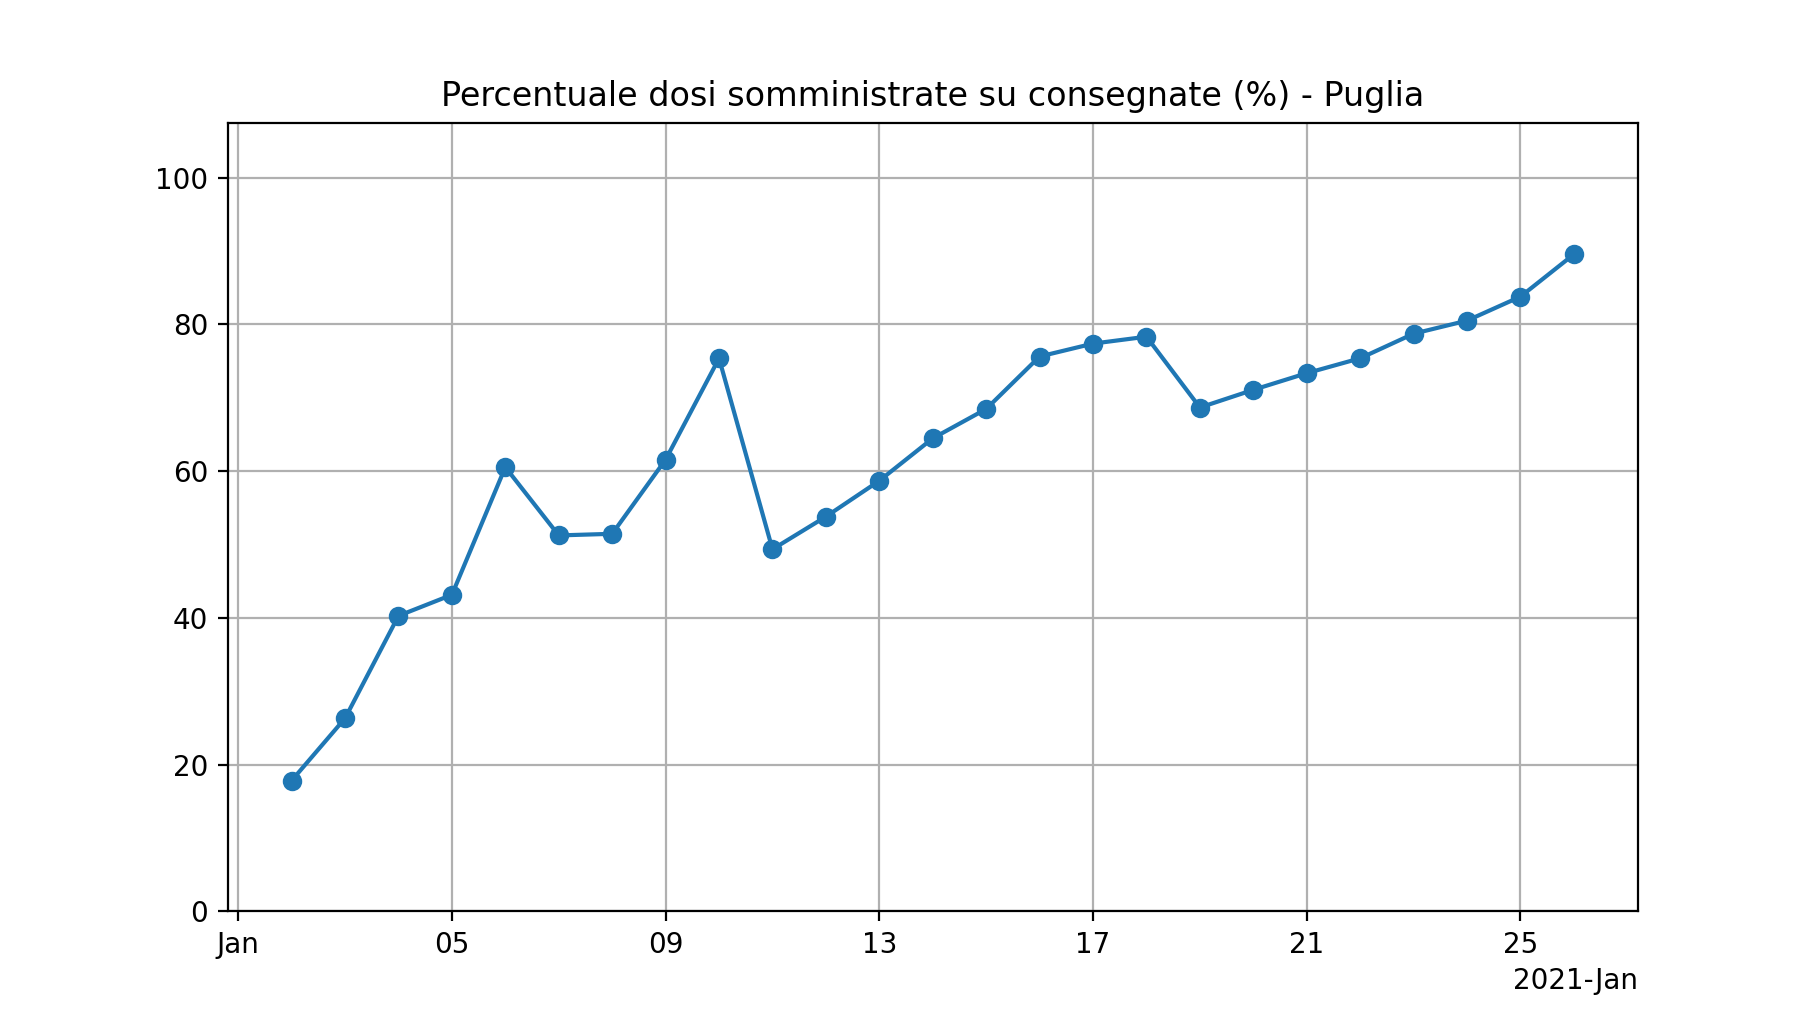 Percentuale dosi somministrate su consegnate (%) - Puglia
100
80
60
40
20
0
Jan 05 09 13 17 21 25
2021-Jan